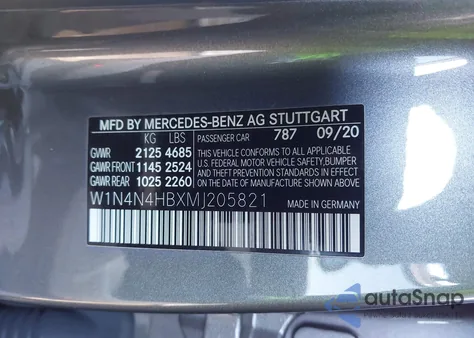 MFD BY MERCEDES-BENZ AG STUTTGART
KG LBS PASSENGER CAR 787 09/20
GVWR 2125 4685 THIS VEHICLE CONFORMS TO ALL APPLICABLE
GAWR FRONT 1145 2524 U.S. FEDERAL MOTOR VEHICLE SAFETY, BUMPER
GAWR REAR 1025 2260 AND THEFT PREVENTION STANDARDS IN EFFECT
ON THE DATE OF MANUFACTURE SHOWN ABOVE.
W1N4N4HBXMJ205821
MADE IN GERMANY
autoSnap